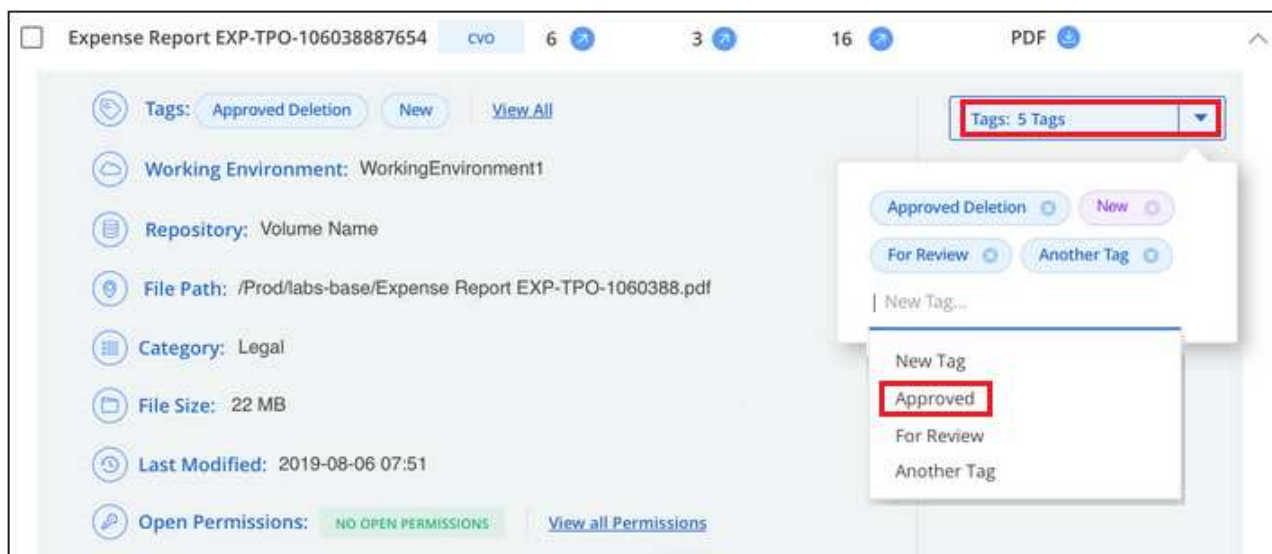 Expense Report EXP-TPO-106038887654 CVO 6 3 16 PDF
Tags: Approved Deletion New View All
Tags: 5 Tags
Working Environment: WorkingEnvironment1
Repository: Volume Name
File Path: /Prod/labs-base/Expense Report EXP-TPO-1060388.pdf
Category: Legal
File Size: 22 MB
Last Modified: 2019-08-06 07:51
Open Permissions: NO OPEN PERMISSIONS View all Permissions
Approved Deletion New
For Review Another Tag
New Tag...
New Tag
Approved
For Review
Another Tag